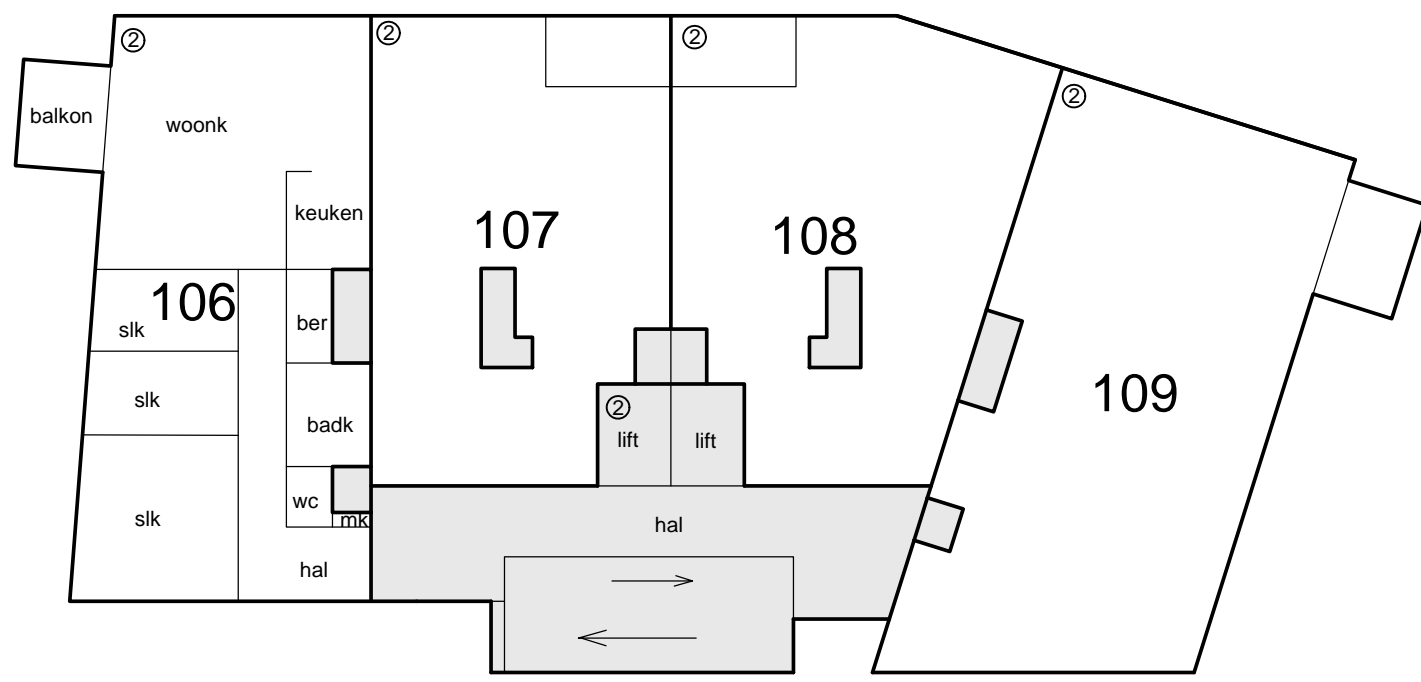 ②
②
②
②
balkon
woonk
keuken
107
108
106
slk
ber
109
slk
badk
②
lift
lift
wc
mk
slk
hal
hal